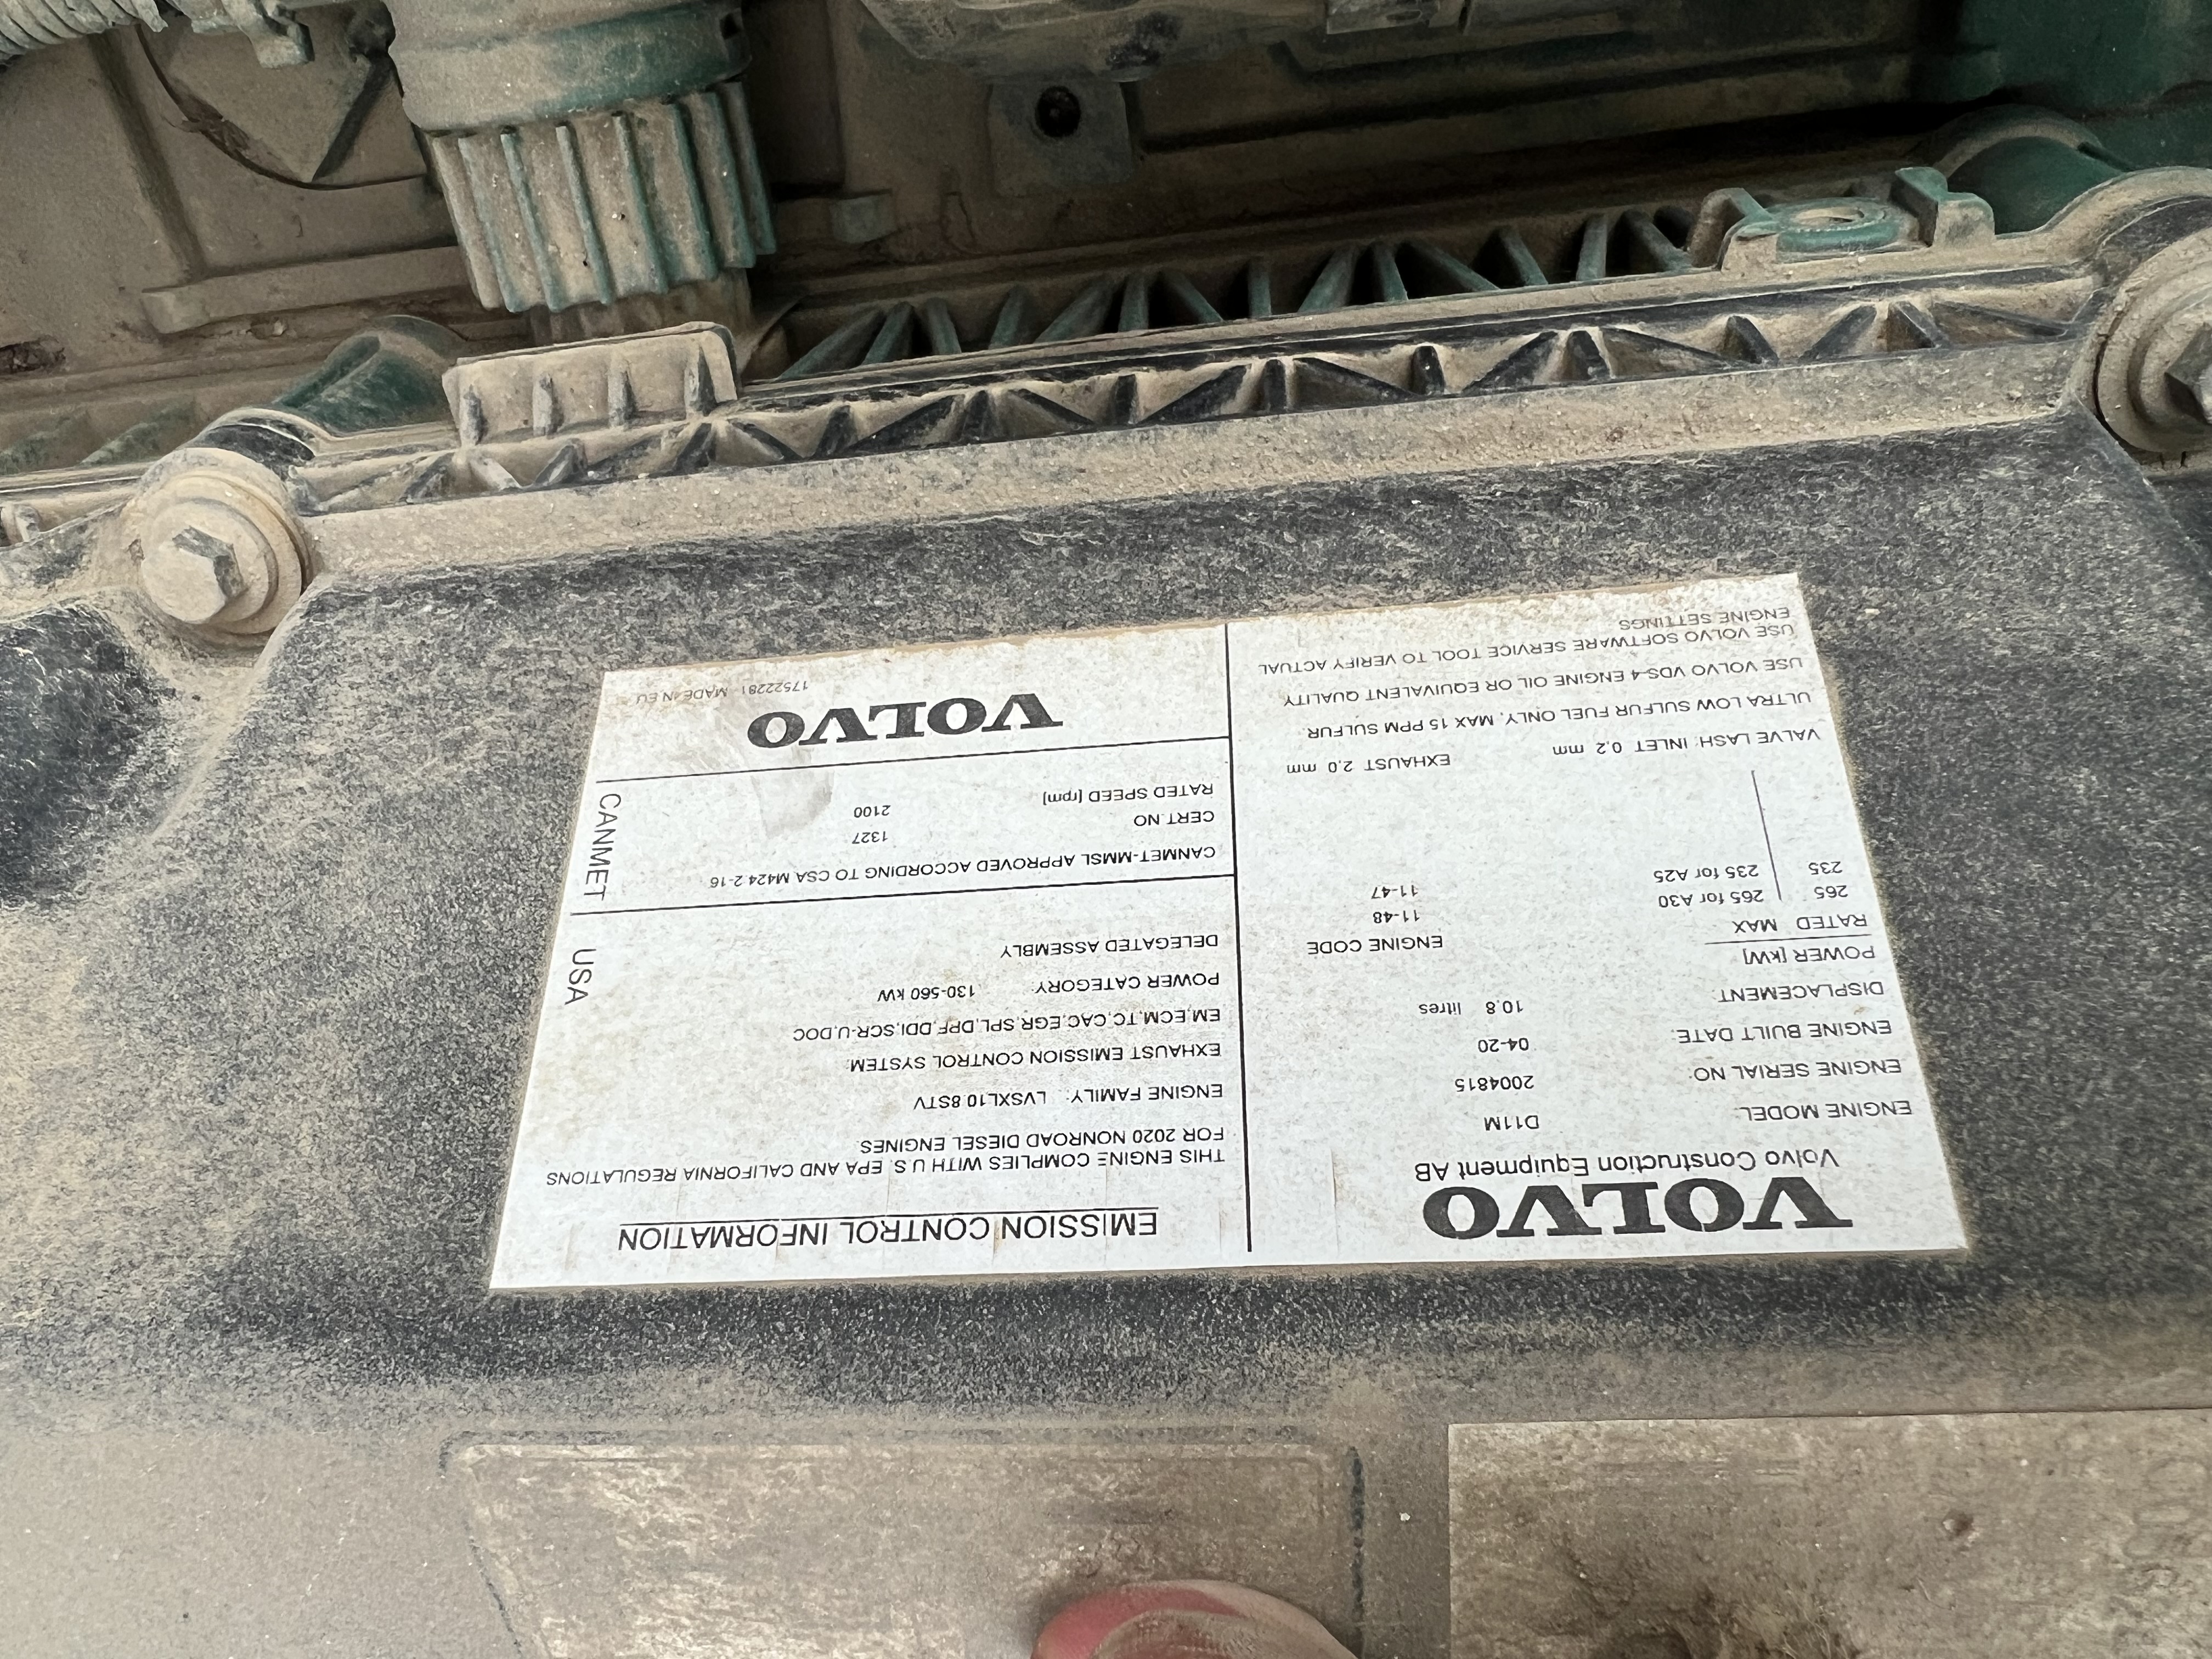 VOLVO
Volvo Construction Equipment AB
ENGINE MODEL: D11M
ENGINE SERIAL NO: 2004815
ENGINE BUILT DATE: 04-20
DISPLACEMENT: 10.8 litres
POWER [kW]
RATED MAX ENGINE CODE
265 265 for A30 11-48
235 235 for A25 11-47
VALVE LASH: INLET 0,2 mm EXHAUST 2,0 mm
ULTRA LOW SULFUR FUEL ONLY, MAX 15 PPM SULFUR.
USE VOLVO VDS-4 ENGINE OIL OR EQUIVALENT QUALITY
USE VOLVO SOFTWARE SERVICE TOOL TO VERIFY ACTUAL
ENGINE SETTINGS
EMISSION CONTROL INFORMATION
THIS ENGINE COMPLIES WITH U.S. EPA AND CALIFORNIA REGULATIONS
FOR 2020 NONROAD DIESEL ENGINES.
ENGINE FAMILY: LVSXL10.8STV
EXHAUST EMISSION CONTROL SYSTEM:
EM,ECM,TC,CAC,EGR,SPL,DPF,DDI,SCR-U,DOC
POWER CATEGORY: 130-560 kW
DELEGATED ASSEMBLY
USA
CANMET-MMSL APPROVED ACCORDING TO CSA M424.2-16
CERT.NO 1327
RATED SPEED [rpm] 2100
CANMET
VOLVO
17522281 MADE IN EU